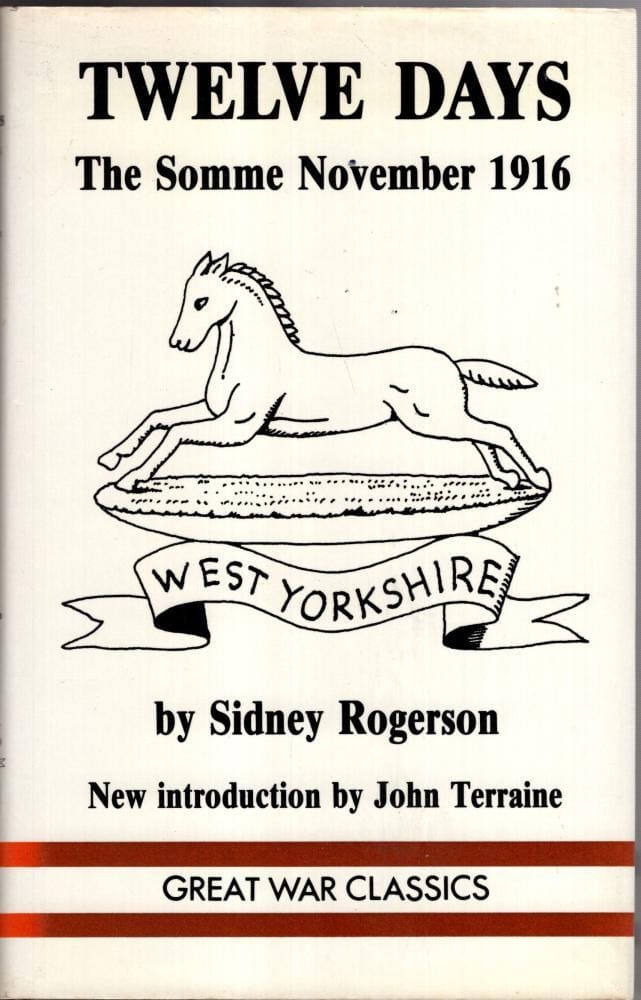 TWELVE DAYS
The Somme November 1916
WEST YORKSHIRE
by Sidney Rogerson
New introduction by John Terraine
GREAT WAR CLASSICS